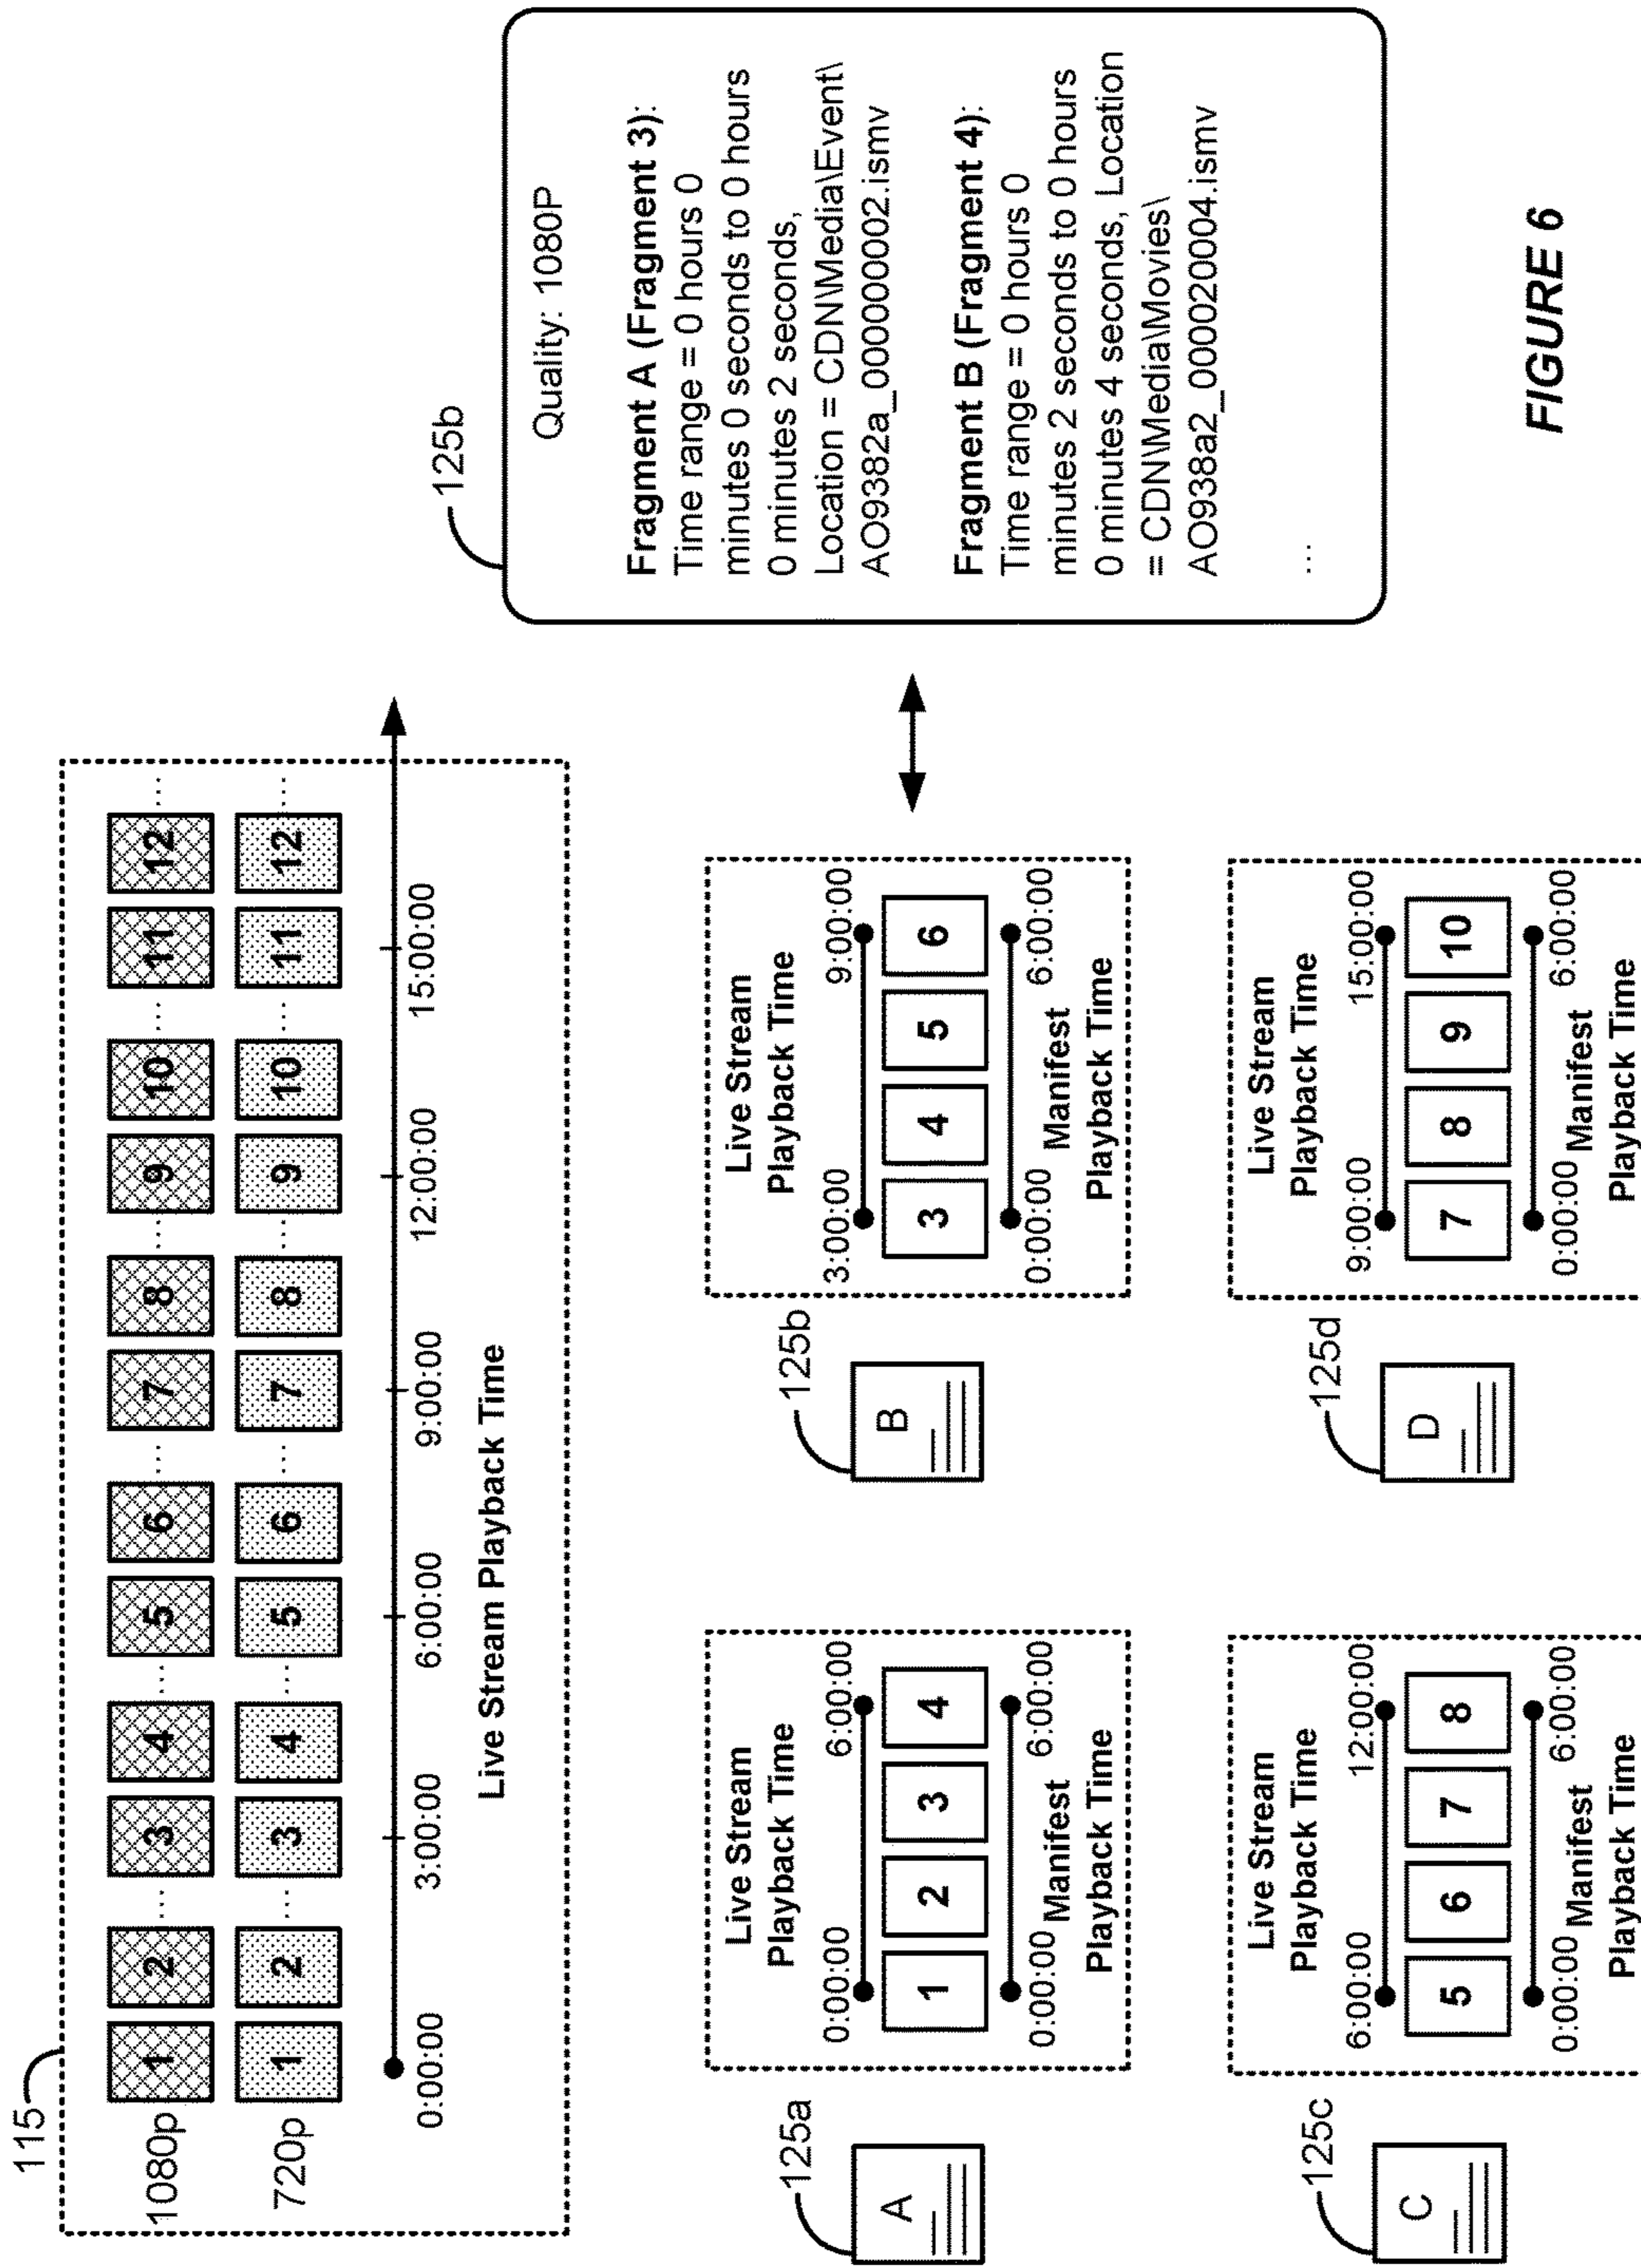 115
1080p 1 2 ..... 3 4 ..... 5 6 ..... 7 8 ..... 9 10 ..... 11 12 .....
720p 1 2 ..... 3 4 ..... 5 6 ..... 7 8 ..... 9 10 ..... 11 12 .....
0:00:00 3:00:00 6:00:00 9:00:00 12:00:00 15:00:00
Live Stream Playback Time
125a
A
Live Stream
Playback Time
0:00:00 6:00:00
1 2 3 4
0:00:00 Manifest 6:00:00
Playback Time
125b
B
Live Stream
Playback Time
3:00:00 9:00:00
3 4 5 6
0:00:00 Manifest 6:00:00
Playback Time
125b
Quality: 1080P
Fragment A (Fragment 3):
Time range = 0 hours 0
minutes 0 seconds to 0 hours
0 minutes 2 seconds,
Location = CDN\Media\Event\
AO9382a_000000002.ismv
Fragment B (Fragment 4):
Time range = 0 hours 0
minutes 2 seconds to 0 hours
0 minutes 4 seconds, Location
= CDN\Media\Movies\
AO938a2_000020004.ismv
...
125c
C
Live Stream
Playback Time
6:00:00 12:00:00
5 6 7 8
0:00:00 Manifest 6:00:00
Playback Time
125d
D
Live Stream
Playback Time
9:00:00 15:00:00
7 8 9 10
0:00:00 Manifest 6:00:00
Playback Time
FIGURE 6